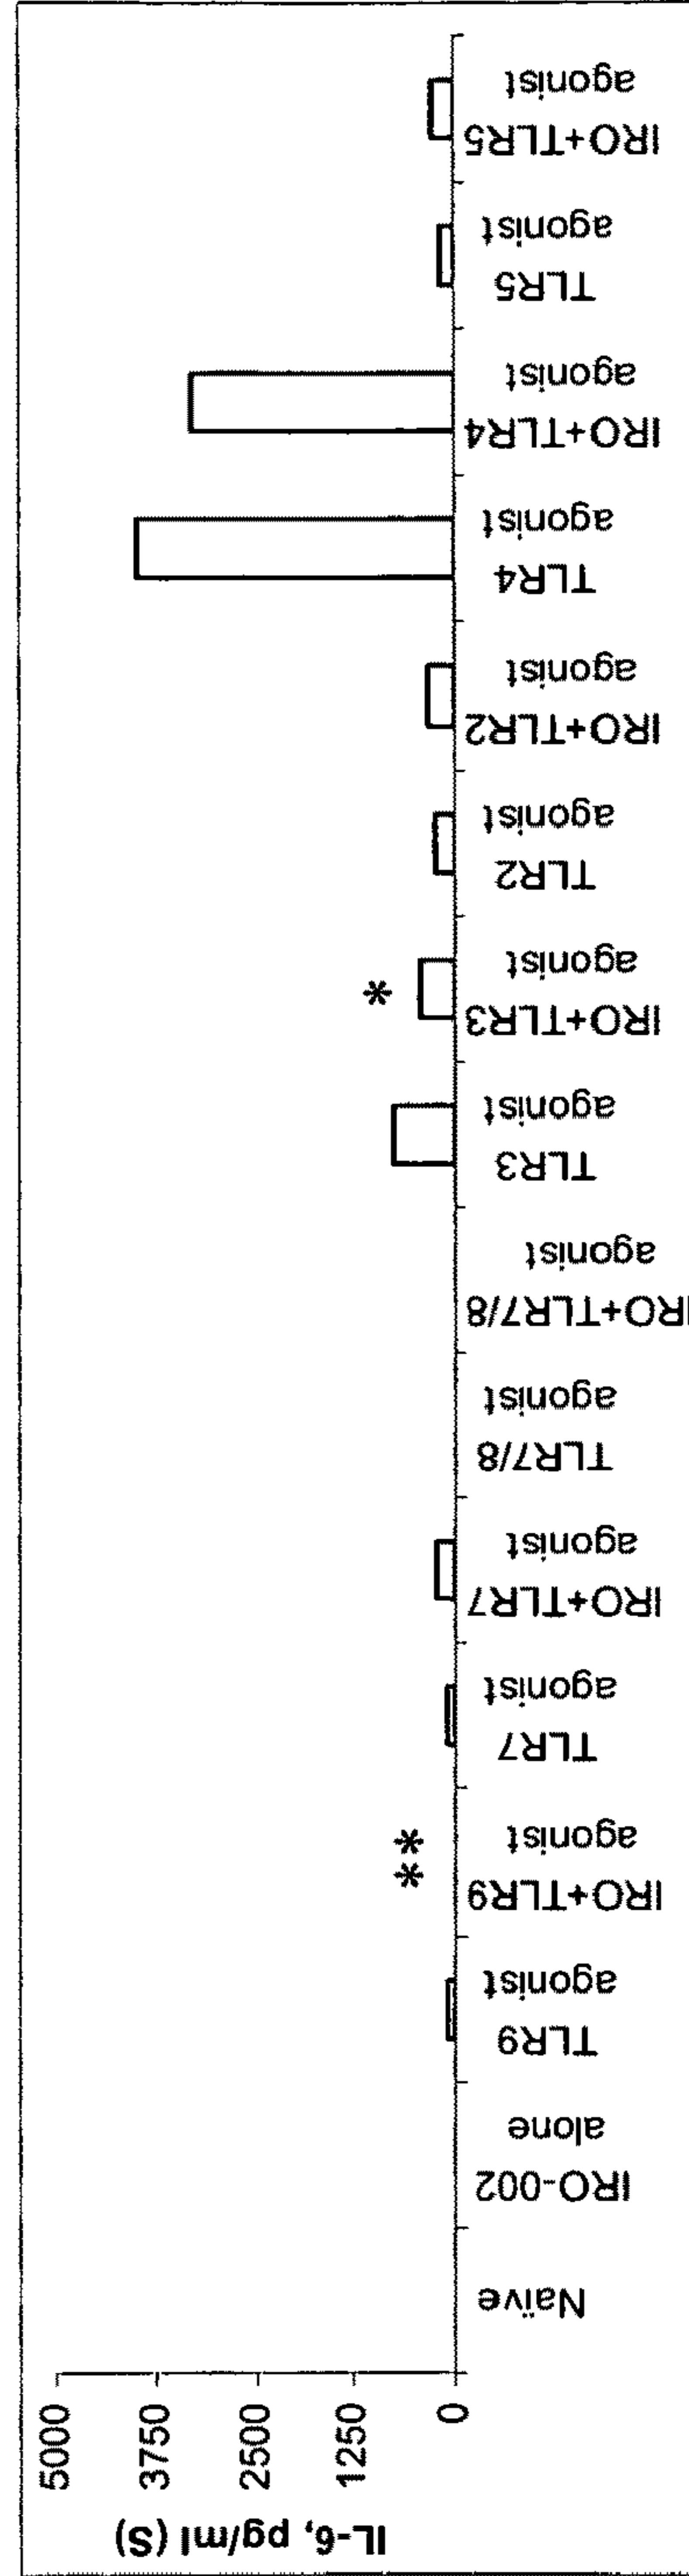 IL-6, pg/ml (S)
5000
3750
2500
1250
0
Naïve
IRO-002
alone
TLR9
agonist
**
IRO+TLR9
agonist
TLR7
agonist
IRO+TLR7
agonist
TLR7/8
agonist
IRO+TLR7/8
agonist
TLR3
agonist
*
IRO+TLR3
agonist
TLR2
agonist
IRO+TLR2
agonist
TLR4
agonist
IRO+TLR4
agonist
TLR5
agonist
IRO+TLR5
agonist